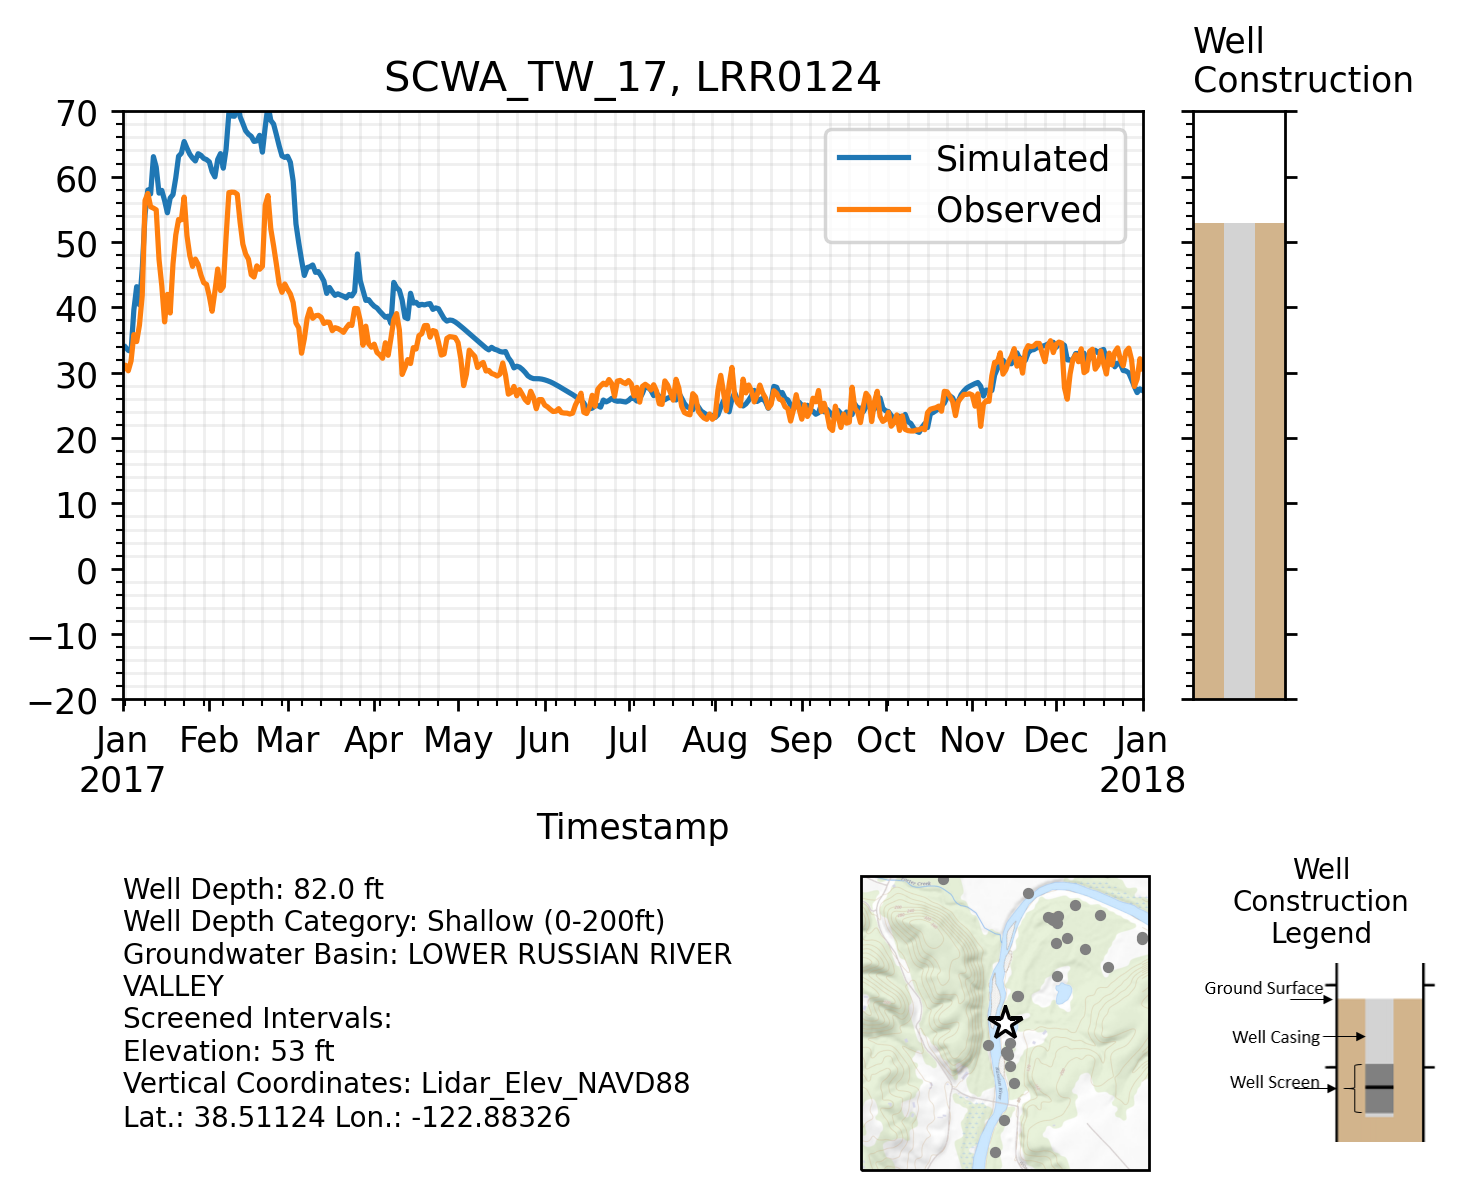 Well
Construction
SCWA_TW_17, LRR0124
70
60
50
40
30
20
10
0
−10
−20
Simulated
Observed
Jan Feb Mar Apr May Jun Jul Aug Sep Oct Nov Dec Jan
2017 2018
Timestamp
Well Depth: 82.0 ft
Well Depth Category: Shallow (0-200ft)
Groundwater Basin: LOWER RUSSIAN RIVER
VALLEY
Screened Intervals:
Elevation: 53 ft
Vertical Coordinates: Lidar_Elev_NAVD88
Lat.: 38.51124 Lon.: -122.88326
Well
Construction
Legend
Ground Surface
Well Casing
Well Screen